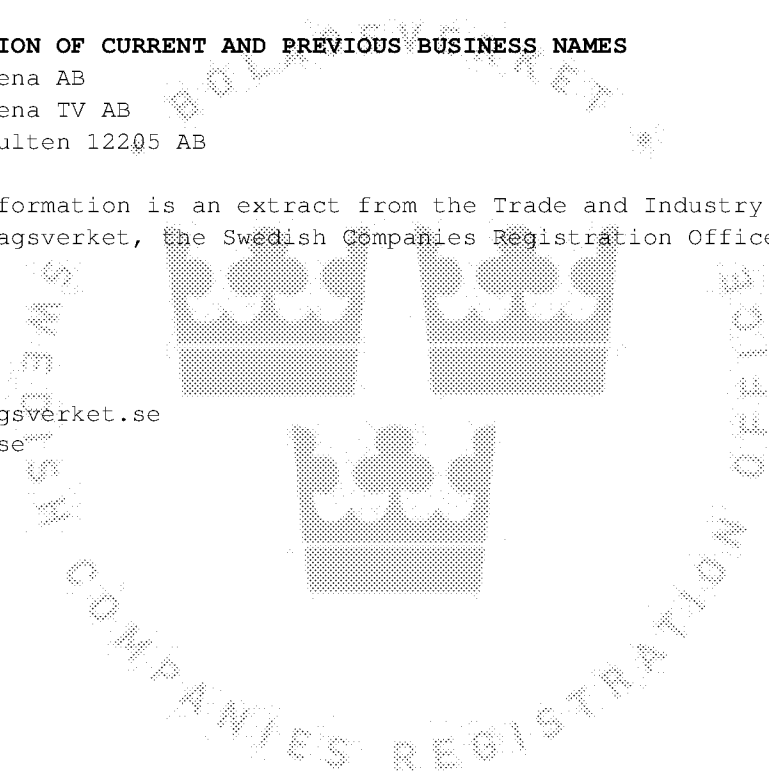 ION OF CURRENT AND PREVIOUS BUSINESS NAMES
ena AB
ena TV AB
ulten 12205 AB
formation is an extract from the Trade and Industry
agsverket, the Swedish Companies Registration Office
gsverket.se
se
BOLAGSVERKET *
SWEDISH COMPANIES REGISTRATION OFFICE